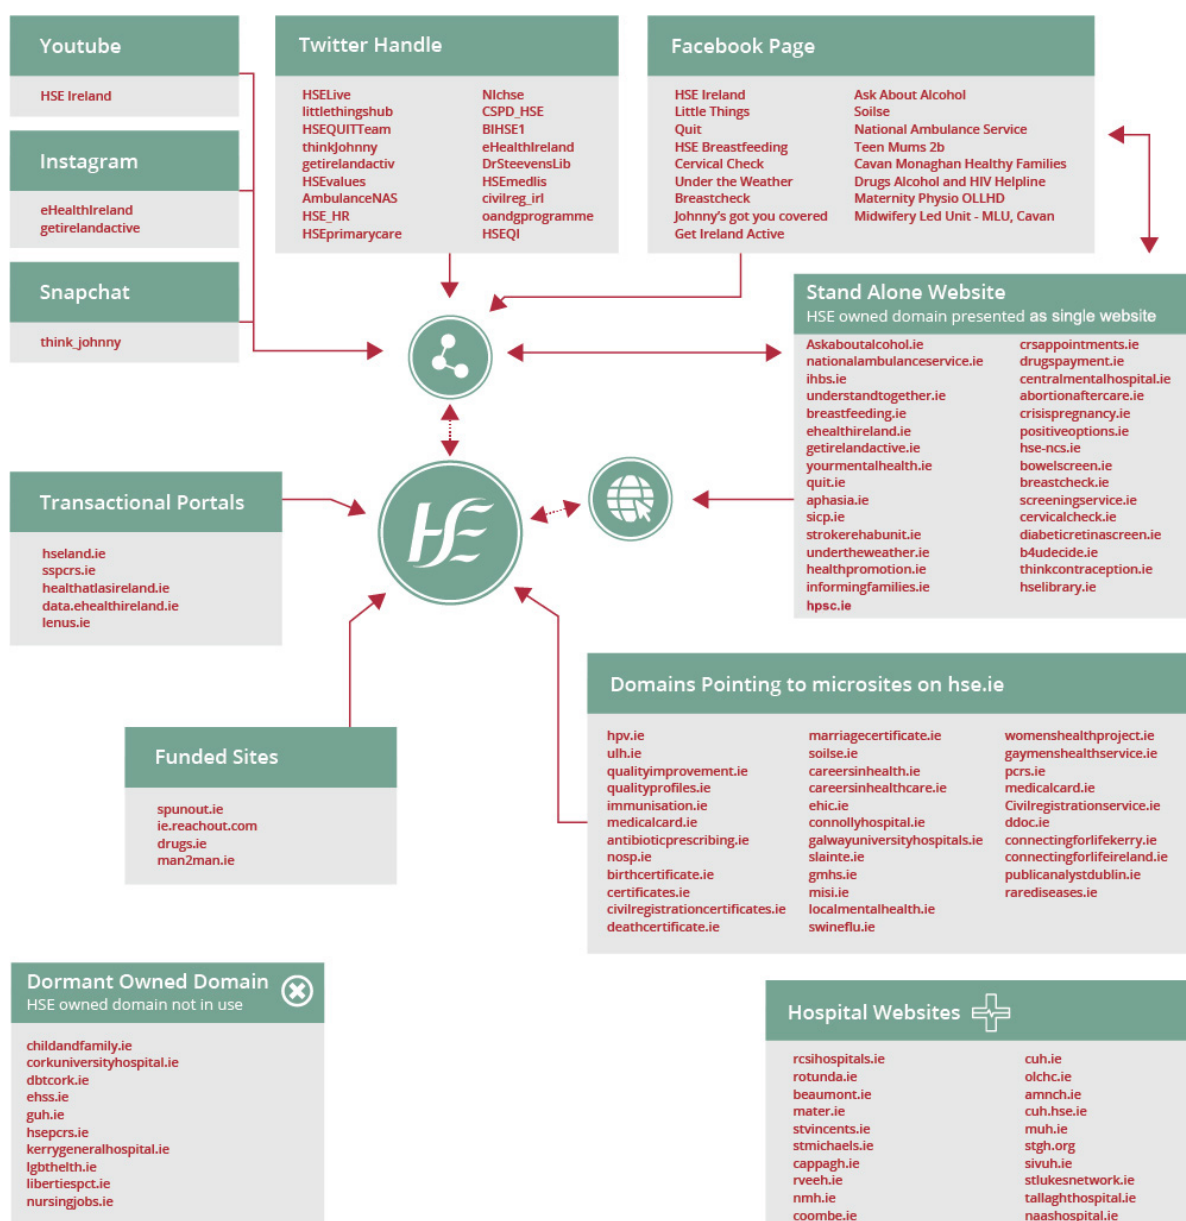 Youtube
HSE Ireland
Instagram
eHealthIreland
getirelandactive
Snapchat
think_johnny
Twitter Handle
HSELive
littlethingshub
HSEQUITTeam
thinkJohnny
getirelandactiv
HSEvalues
AmbulanceNAS
HSE_HR
HSEprimarycare
NIchse
CSPD_HSE
BIHSE1
eHealthIreland
DrSteevensLib
HSEmedlis
civilreg_irl
oandgprogramme
HSEQI
Facebook Page
HSE Ireland
Little Things
Quit
HSE Breastfeeding
Cervical Check
Under the Weather
Breastcheck
Johnny's got you covered
Get Ireland Active
Ask About Alcohol
Soilse
National Ambulance Service
Teen Mums 2b
Cavan Monaghan Healthy Families
Drugs Alcohol and HIV Helpline
Maternity Physio OLLHD
Midwifery Led Unit - MLU, Cavan
Stand Alone Website
HSE owned domain presented as single website
Askaboutalcohol.ie
nationalambulanceservice.ie
ihbs.ie
understandtogether.ie
breastfeeding.ie
ehealthireland.ie
getirelandactive.ie
yourmentalhealth.ie
quit.ie
aphasia.ie
sicp.ie
strokerehabunit.ie
undertheweather.ie
healthpromotion.ie
informingfamilies.ie
hpsc.ie
crsappointments.ie
drugspayment.ie
centralmentalhospital.ie
abortionaftercare.ie
crisispregnancy.ie
positiveoptions.ie
hse-ncs.ie
bowelscreen.ie
breastcheck.ie
screeningservice.ie
cervicalcheck.ie
diabeticretinascreen.ie
b4udecide.ie
thinkcontraception.ie
hselibrary.ie
HSE
Transactional Portals
hseland.ie
sspcrs.ie
healthatlasireland.ie
data.ehealthireland.ie
lenus.ie
Funded Sites
spunout.ie
ie.reachout.com
drugs.ie
man2man.ie
Domains Pointing to microsites on hse.ie
hpv.ie
ulh.ie
qualityimprovement.ie
qualityprofiles.ie
immunisation.ie
medicalcard.ie
antibioticprescribing.ie
nosp.ie
birthcertificate.ie
certificates.ie
civilregistrationcertificates.ie
deathcertificate.ie
marriagecertificate.ie
soilse.ie
careersinhealth.ie
careersinhealthcare.ie
ehic.ie
connollyhospital.ie
galwayuniversityhospitals.ie
slainte.ie
gmhs.ie
misi.ie
localmentalhealth.ie
swineflu.ie
womenshealthproject.ie
gaymenshealthservice.ie
pcrs.ie
medicalcard.ie
Civilregistrationservice.ie
ddoc.ie
connectingforlifekerry.ie
connectingforlifeireland.ie
publicanalystdublin.ie
rarediseases.ie
Dormant Owned Domain
HSE owned domain not in use
childandfamily.ie
corkuniversityhospital.ie
dbtcork.ie
ehss.ie
guh.ie
hsepcrs.ie
kerrygeneralhospital.ie
lgbthelth.ie
libertiespct.ie
nursingjobs.ie
Hospital Websites
rcsihospitals.ie
rotunda.ie
beaumont.ie
mater.ie
stvincents.ie
stmichaels.ie
cappagh.ie
rveeh.ie
nmh.ie
coombe.ie
cuh.ie
olchc.ie
amnch.ie
cuh.hse.ie
muh.ie
stgh.org
sivuh.ie
stlukesnetwork.ie
tallaghthospital.ie
naashospital.ie